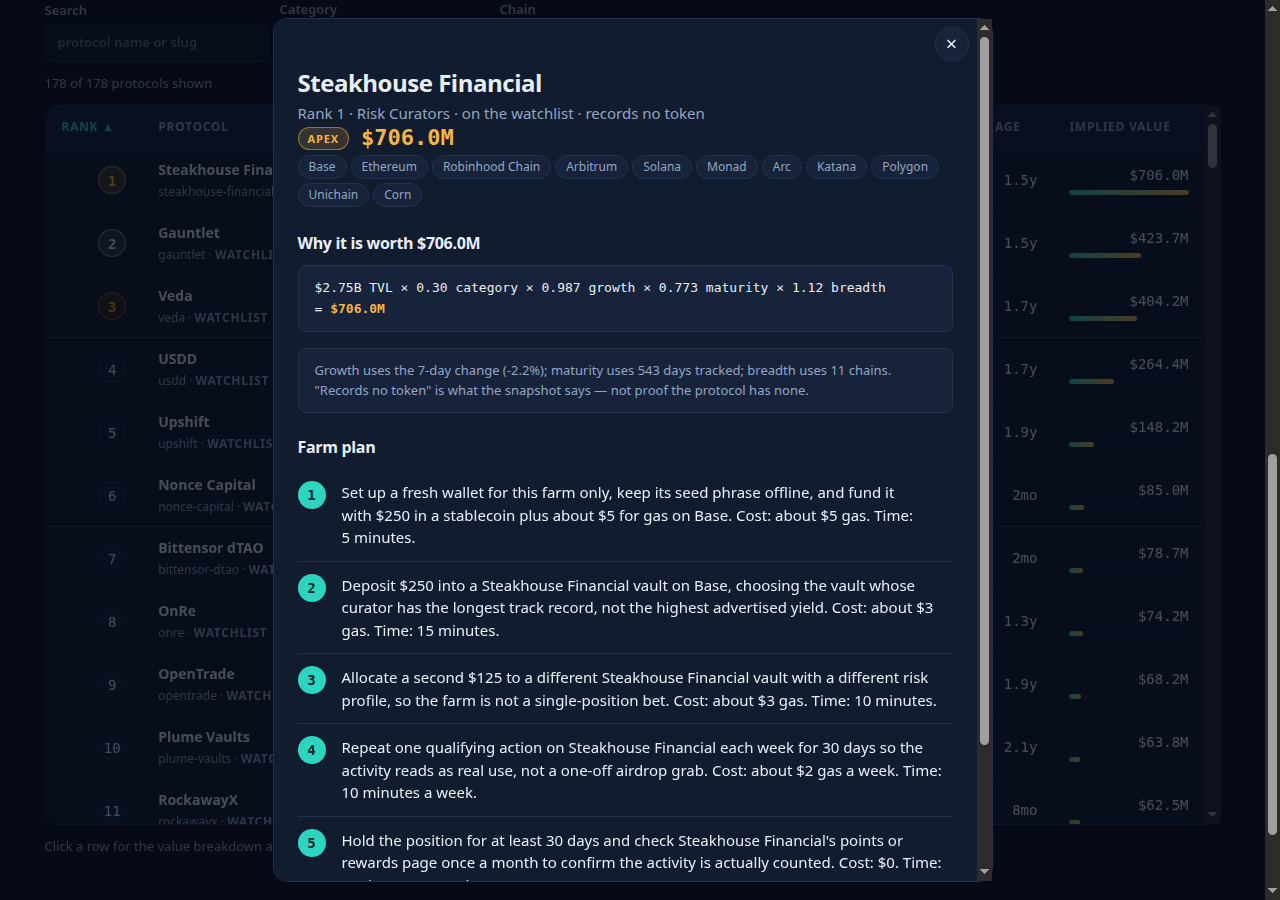 Search
Category
Chain
protocol name or slug
178 of 178 protocols shown
RANK ▲
PROTOCOL
AGE
IMPLIED VALUE
1
Steakhouse Fina
steakhouse-financial
1.5y
$706.0M
2
Gauntlet
gauntlet · WATCHLI
1.5y
$423.7M
3
Veda
veda · WATCHLIST
1.7y
$404.2M
4
USDD
usdd · WATCHLIST
1.7y
$264.4M
5
Upshift
upshift · WATCHLIS
1.9y
$148.2M
6
Nonce Capital
nonce-capital · WATC
2mo
$85.0M
7
Bittensor dTAO
bittensor-dtao · WAT
2mo
$78.7M
8
OnRe
onre · WATCHLIST
1.3y
$74.2M
9
OpenTrade
opentrade · WATCH
1.9y
$68.2M
10
Plume Vaults
plume-vaults · WATC
2.1y
$63.8M
11
RockawayX
rockawayx · WATCH
8mo
$62.5M
Click a row for the value breakdown a
✕
Steakhouse Financial
Rank 1 · Risk Curators · on the watchlist · records no token
APEX $706.0M
Base Ethereum Robinhood Chain Arbitrum Solana Monad Arc Katana Polygon
Unichain Corn
Why it is worth $706.0M
$2.75B TVL × 0.30 category × 0.987 growth × 0.773 maturity × 1.12 breadth
= $706.0M
Growth uses the 7-day change (-2.2%); maturity uses 543 days tracked; breadth uses 11 chains.
"Records no token" is what the snapshot says — not proof the protocol has none.
Farm plan
1
Set up a fresh wallet for this farm only, keep its seed phrase offline, and fund it
with $250 in a stablecoin plus about $5 for gas on Base. Cost: about $5 gas. Time:
5 minutes.
2
Deposit $250 into a Steakhouse Financial vault on Base, choosing the vault whose
curator has the longest track record, not the highest advertised yield. Cost: about $3
gas. Time: 15 minutes.
3
Allocate a second $125 to a different Steakhouse Financial vault with a different risk
profile, so the farm is not a single-position bet. Cost: about $3 gas. Time: 10 minutes.
4
Repeat one qualifying action on Steakhouse Financial each week for 30 days so the
activity reads as real use, not a one-off airdrop grab. Cost: about $2 gas a week. Time:
10 minutes a week.
5
Hold the position for at least 30 days and check Steakhouse Financial's points or
rewards page once a month to confirm the activity is actually counted. Cost: $0. Time: